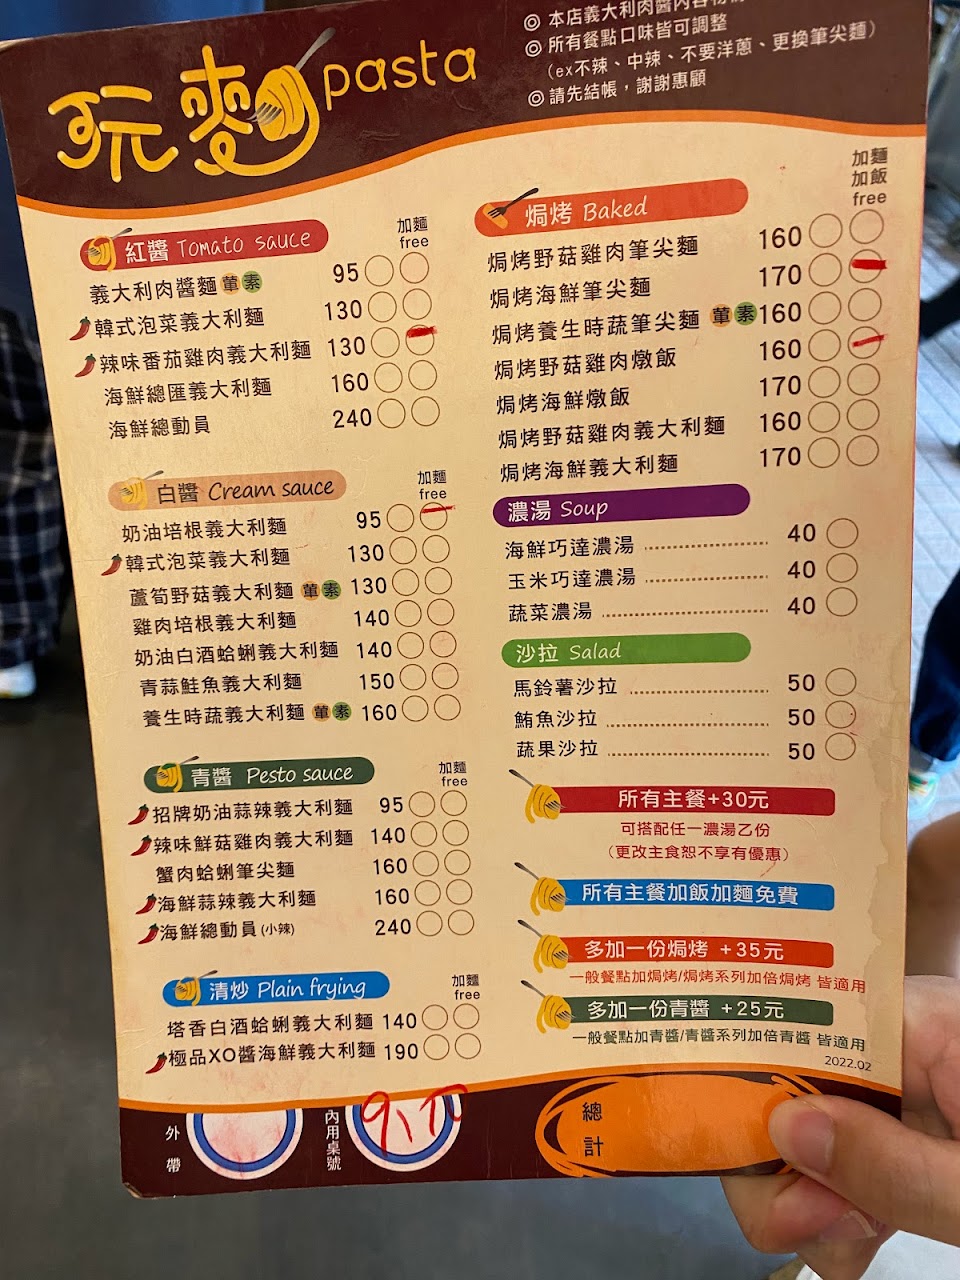 玩麵pasta
◎ 本店義大利肉醬內含
◎ 所有餐點口味皆可調整
(ex不辣、中辣、不要洋蔥、更換筆尖麵)
◎ 請先結帳，謝謝惠顧
紅醬 Tomato sauce
加麵
free
義大利肉醬麵 葷 素 95
韓式泡菜義大利麵 130
辣味番茄雞肉義大利麵 130
海鮮總匯義大利麵 160
海鮮總動員 240
白醬 Cream sauce
加麵
free
奶油培根義大利麵 95
韓式泡菜義大利麵 130
蘆筍野菇義大利麵 葷 素 130
雞肉培根義大利麵 140
奶油白酒蛤蜊義大利麵 140
青蒜鮭魚義大利麵 150
養生時蔬義大利麵 葷 素 160
青醬 Pesto sauce
加麵
free
招牌奶油蒜辣義大利麵 95
辣味鮮菇雞肉義大利麵 140
蟹肉蛤蜊筆尖麵 160
海鮮蒜辣義大利麵 160
海鮮總動員(小辣) 240
清炒 Plain frying
加麵
free
塔香白酒蛤蜊義大利麵 140
極品XO醬海鮮義大利麵 190
焗烤 Baked
加麵
加飯
free
焗烤野菇雞肉筆尖麵 160
焗烤海鮮筆尖麵 170
焗烤養生時蔬筆尖麵 葷 素 160
焗烤野菇雞肉燉飯 160
焗烤海鮮燉飯 170
焗烤野菇雞肉義大利麵 160
焗烤海鮮義大利麵 170
濃湯 Soup
海鮮巧達濃湯 40
玉米巧達濃湯 40
蔬菜濃湯 40
沙拉 Salad
馬鈴薯沙拉 50
鮪魚沙拉 50
蔬果沙拉 50
所有主餐+30元
可搭配任一濃湯乙份
(更改主食恕不享有優惠)
所有主餐加飯加麵免費
多加一份焗烤 +35元
一般餐點加焗烤/焗烤系列加倍焗烤 皆適用
多加一份青醬 +25元
一般餐點加青醬/青醬系列加倍青醬 皆適用
2022.02
外帶
內用桌號
總計